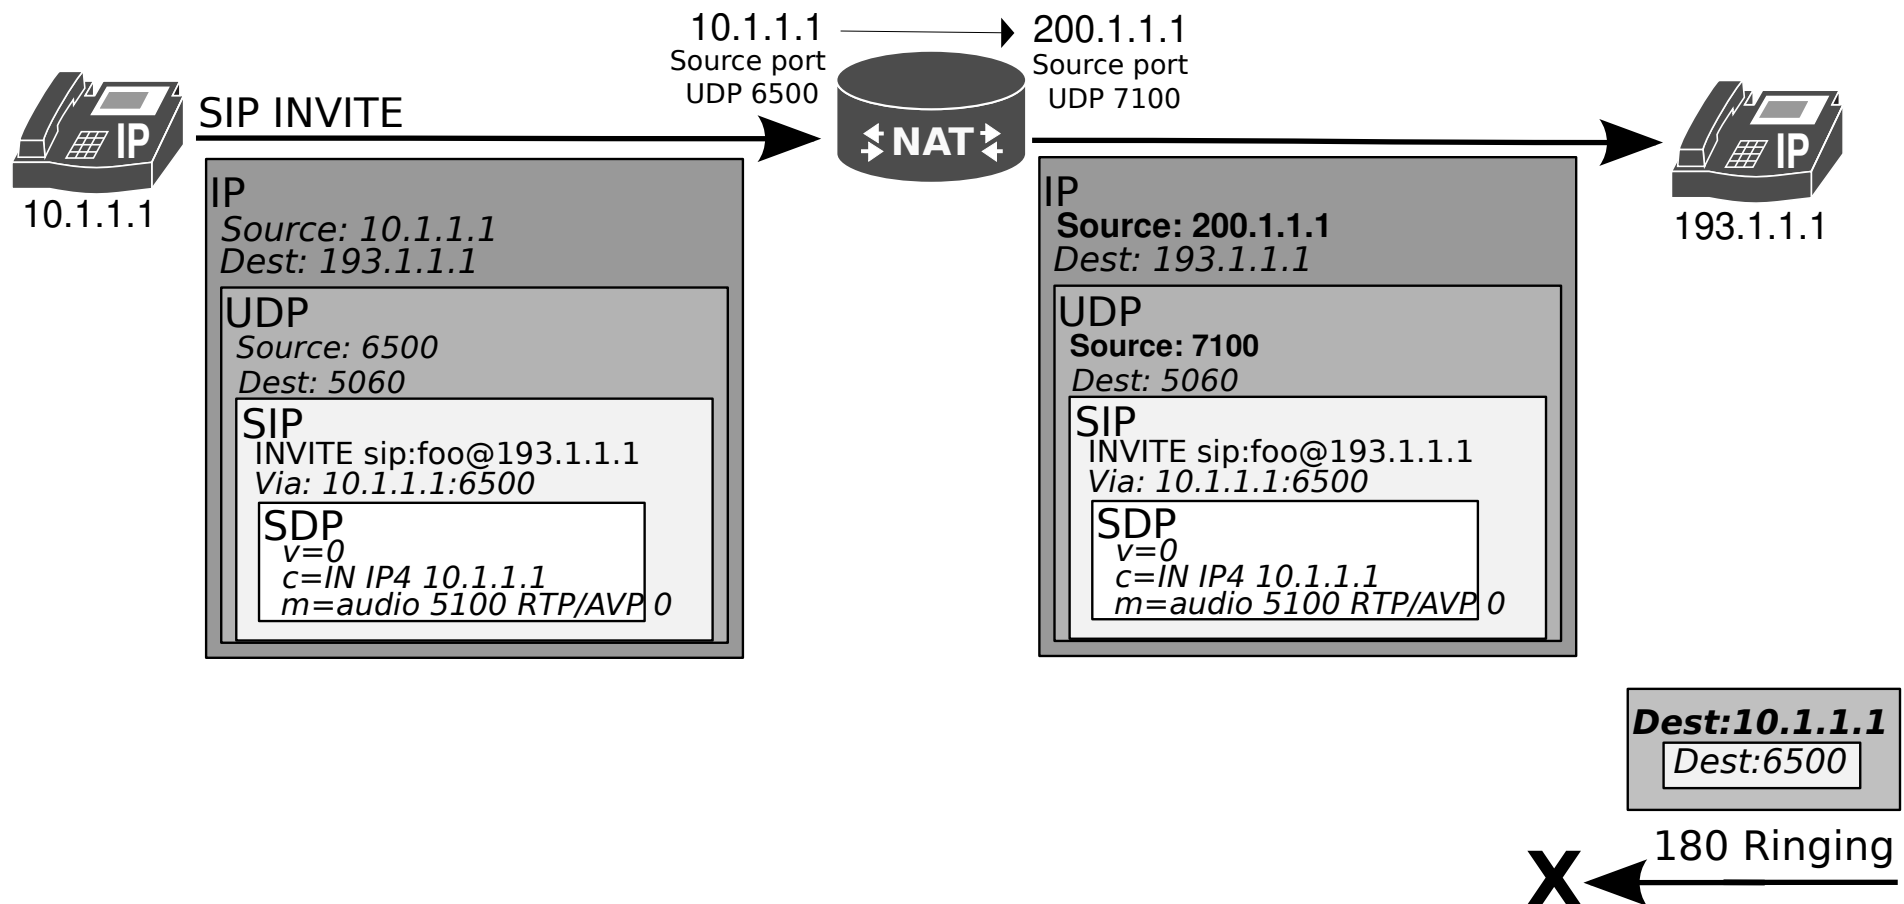 10.1.1.1
Source port
UDP 6500
200.1.1.1
Source port
UDP 7100
IP
10.1.1.1
SIP INVITE
NAT
IP
193.1.1.1
IP
Source: 10.1.1.1
Dest: 193.1.1.1
UDP
Source: 6500
Dest: 5060
SIP
INVITE sip:foo@193.1.1.1
Via: 10.1.1.1:6500
SDP
v=0
c=IN IP4 10.1.1.1
m=audio 5100 RTP/AVP 0
IP
Source: 200.1.1.1
Dest: 193.1.1.1
UDP
Source: 7100
Dest: 5060
SIP
INVITE sip:foo@193.1.1.1
Via: 10.1.1.1:6500
SDP
v=0
c=IN IP4 10.1.1.1
m=audio 5100 RTP/AVP 0
Dest:10.1.1.1
Dest:6500
180 Ringing
X